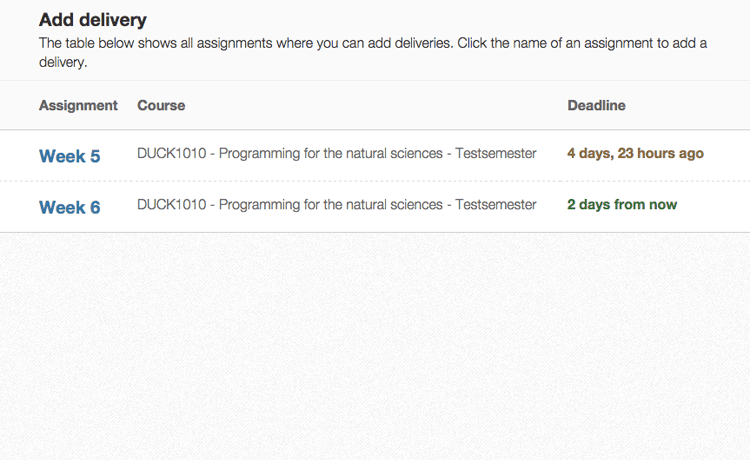 Add delivery
The table below shows all assignments where you can add deliveries. Click the name of an assignment to add a
delivery.
Assignment Course Deadline
Week 5 DUCK1010 - Programming for the natural sciences - Testsemester 4 days, 23 hours ago
Week 6 DUCK1010 - Programming for the natural sciences - Testsemester 2 days from now